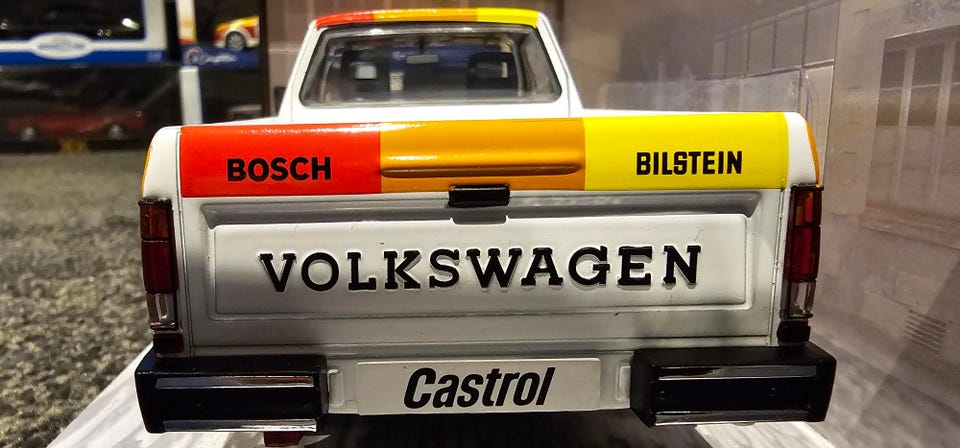 BOSCH
BILSTEIN
VOLKSWAGEN
Castrol